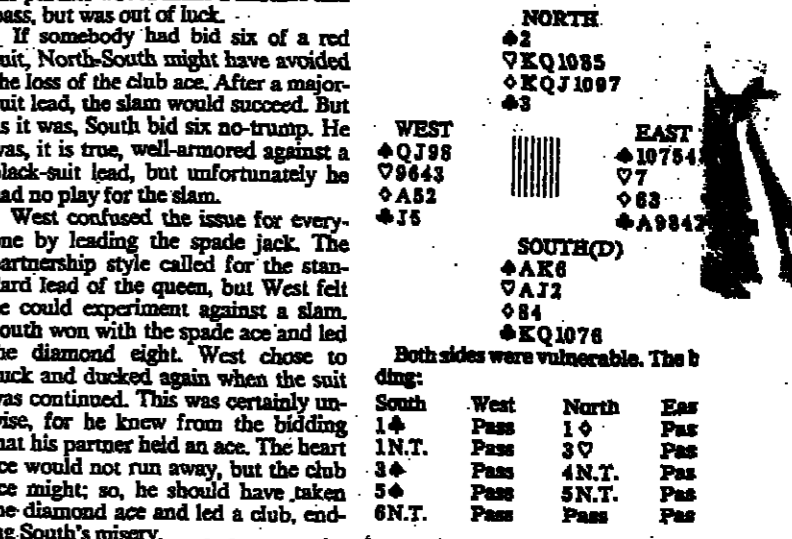 pass, but was out of luck.
If somebody had bid six of a red
suit, North-South might have avoided
the loss of the club ace. After a major-
suit lead, the slam would succeed. But
as it was, South bid six no-trump. He
was, it is true, well-armored against a
black-suit lead, but unfortunately he
had no play for the slam.
West confused the issue for every-
one by leading the spade jack. The
partnership style called for the stan-
dard lead of the queen, but West felt
he could experiment against a slam.
South won with the spade ace and led
the diamond eight. West chose to
duck and ducked again when the suit
was continued. This was certainly un-
wise, for he knew from the bidding
that his partner held an ace. The heart
ace would not run away, but the club
ace might; so, he should have taken
the diamond ace and led a club, end-
ing South's misery.
NORTH
♠2
♡KQ1085
◇KQJ1097
♣3
WEST
♠QJ98
♡9643
◇A52
♣J5
EAST
♠10754
♡7
◇63
♣A9842
SOUTH(D)
♠AK6
♡AJ2
◇84
♣KQ1076
Both sides were vulnerable. The b
ding:
South West North Eas
1♣ Pass 1◇ Pas
1N.T. Pass 3♡ Pas
3♠ Pass 4N.T. Pas
5♠ Pass 5N.T. Pas
6N.T. Pass Pass Pas